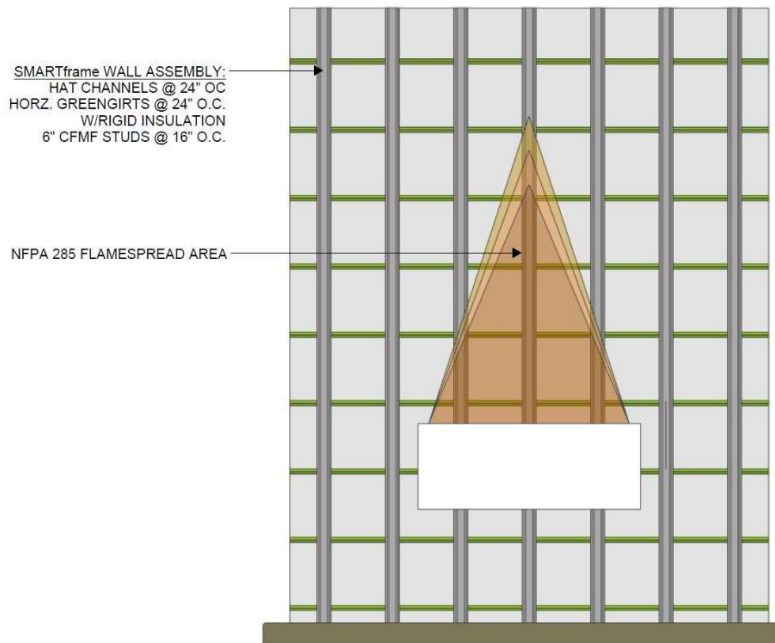 SMARTframe WALL ASSEMBLY:
HAT CHANNELS @ 24" OC
HORZ. GREENGIRTS @ 24" O.C.
W/RIGID INSULATION
6" CFMF STUDS @ 16" O.C.
NFPA 285 FLAMESPREAD AREA